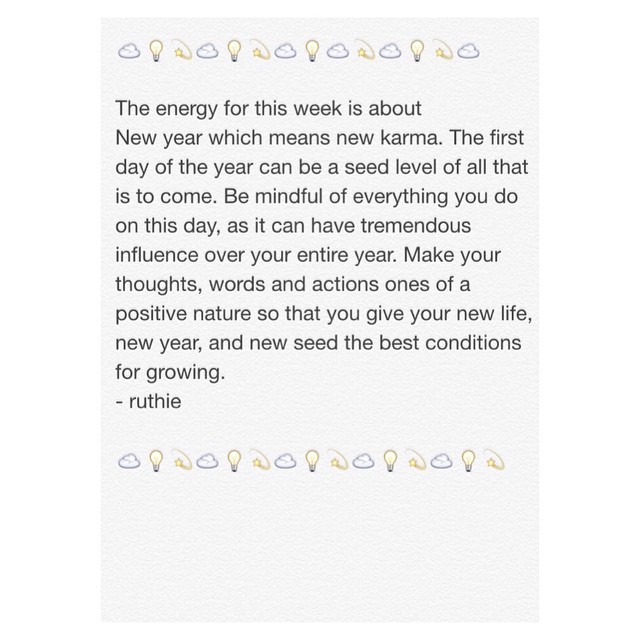 ☁️💡💫☁️💡💫☁️💡☁️💫☁️💡💫☁️
The energy for this week is about
New year which means new karma. The first
day of the year can be a seed level of all that
is to come. Be mindful of everything you do
on this day, as it can have tremendous
influence over your entire year. Make your
thoughts, words and actions ones of a
positive nature so that you give your new life,
new year, and new seed the best conditions
for growing.
- ruthie
☁️💡💫☁️💡💫☁️💡💫☁️💡💫☁️💡💫